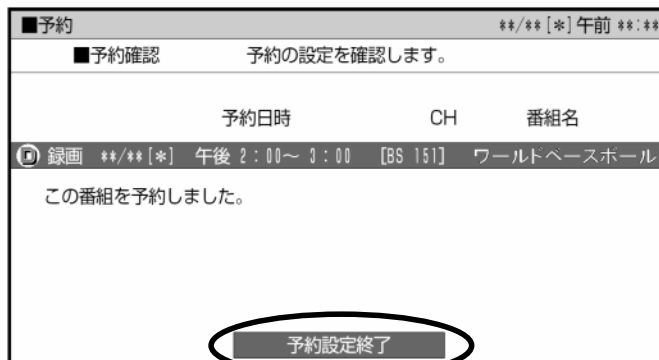 ■予約 **/**[*]午前 **:**
■予約確認 予約の設定を確認します。
予約日時 CH 番組名
D 録画 **/**[*] 午後 2:00〜 3:00 [BS 151] ワールドベースボール
この番組を予約しました。
予約設定終了